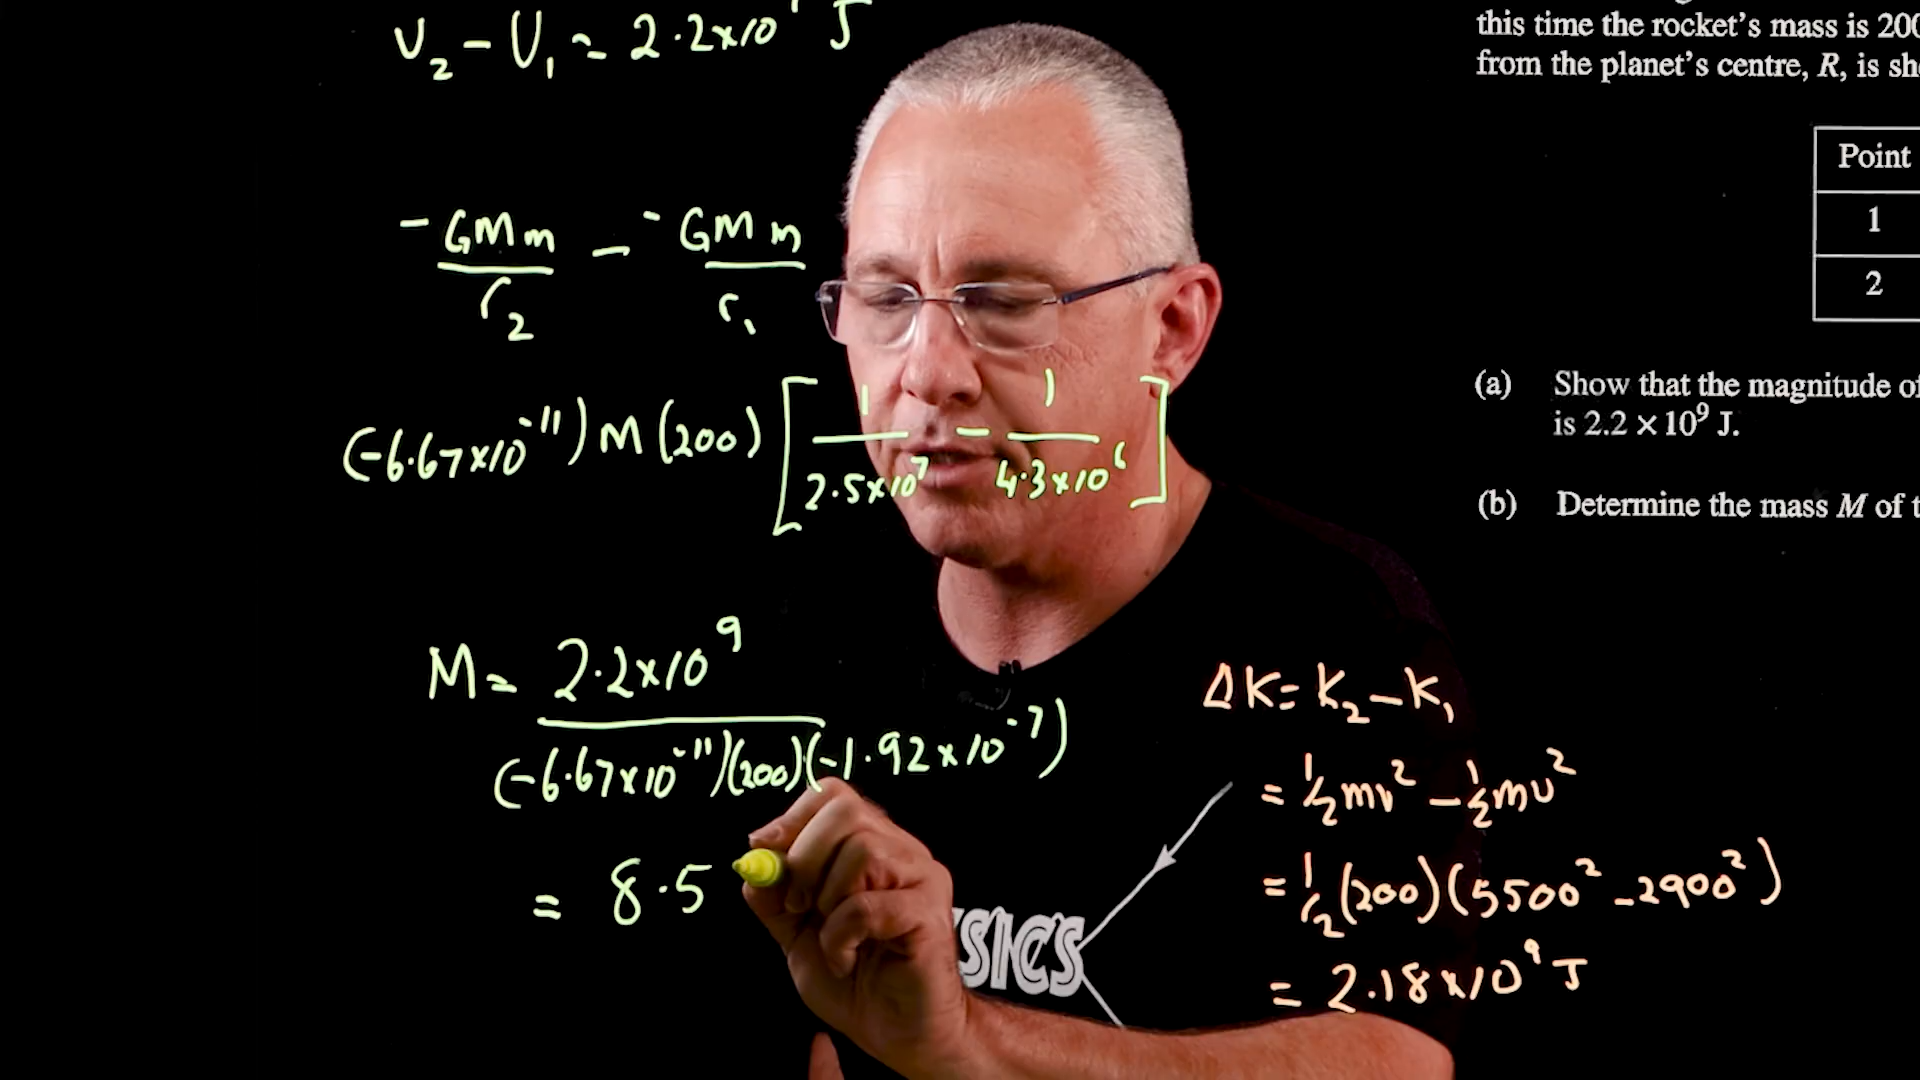 U₂ - U₁ = 2.2×10⁹ J
-GMm/r₂ - -GMm/r₁
(-6.67×10⁻¹¹)M(200)[1/2.5×10⁷ - 1/4.3×10⁶]
M = 2.2×10⁹/(-6.67×10⁻¹¹)(200)(-1.92×10⁻⁷)
= 8.5
this time the rocket's mass is 200
from the planet's centre, R, is
Point
1
2
(a) Show that the magnitude
is 2.2 × 10⁹ J.
(b) Determine the mass M of
ΔK = K₂ - K₁
= ½mv² - ½mu²
= ½(200)(5500² - 2900²)
= 2.18×10⁹ J
SICS